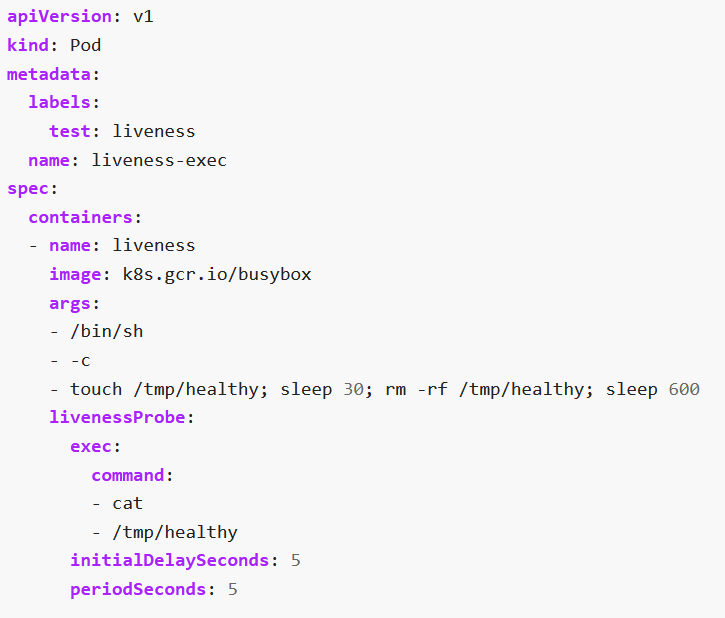 apiVersion: v1
kind: Pod
metadata:
  labels:
    test: liveness
  name: liveness-exec
spec:
  containers:
  - name: liveness
    image: k8s.gcr.io/busybox
    args:
    - /bin/sh
    - -c
    - touch /tmp/healthy; sleep 30; rm -rf /tmp/healthy; sleep 600
    livenessProbe:
      exec:
        command:
        - cat
        - /tmp/healthy
      initialDelaySeconds: 5
      periodSeconds: 5